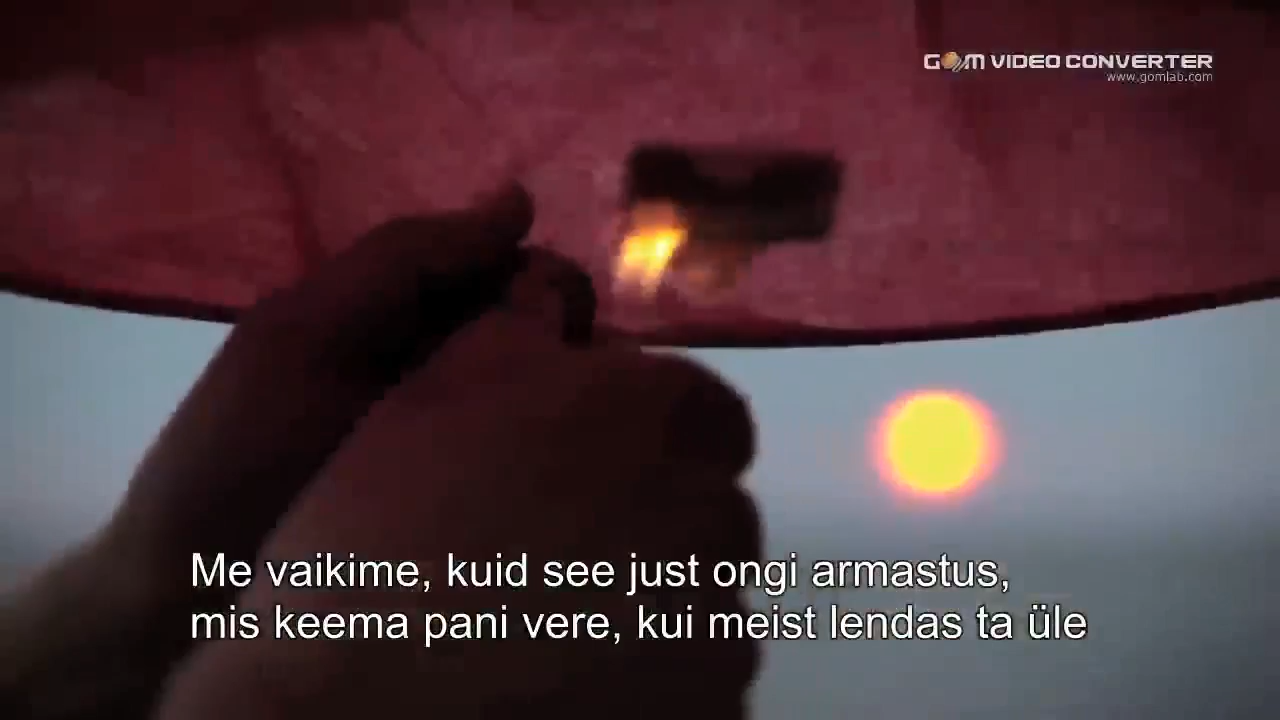 GOM VIDEO CONVERTER
www.gomlab.com
Me vaikime, kuid see just ongi armastus,
mis keema pani vere, kui meist lendas ta üle